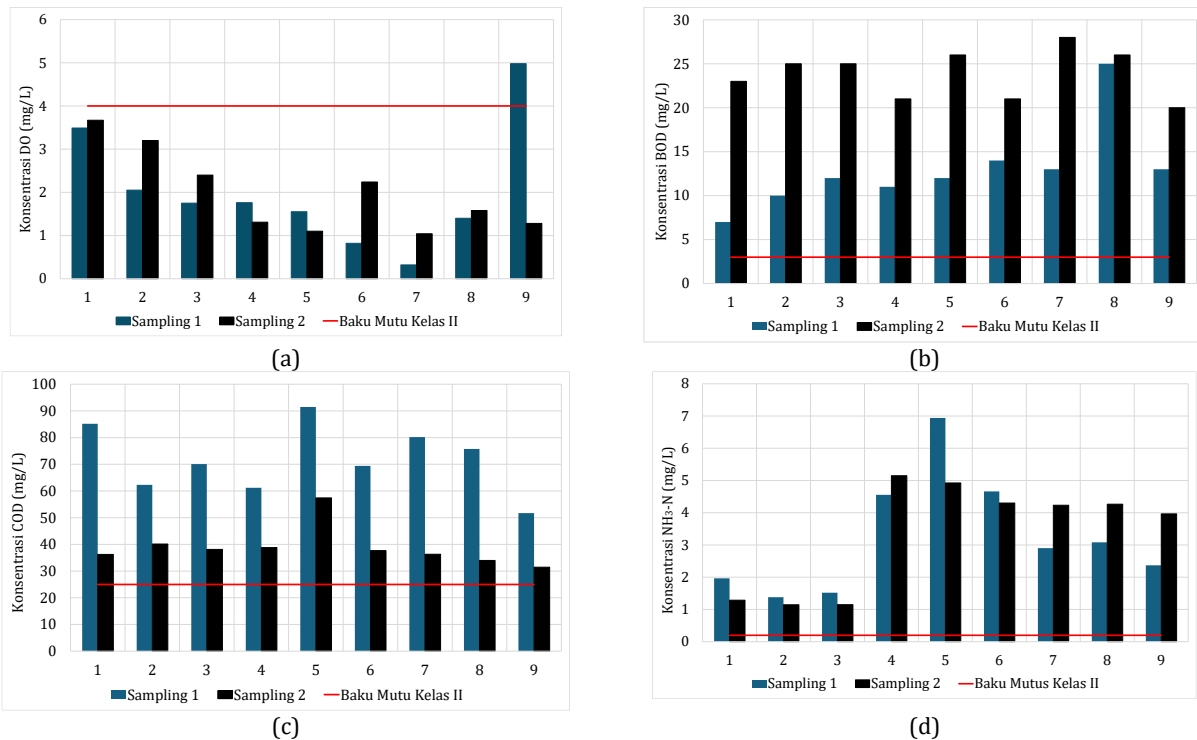 Konsentrasi DO (mg/L)
6
5
4
3
2
1
0
1 2 3 4 5 6 7 8 9
Sampling 1 Sampling 2 Baku Mutu Kelas II
(a)
Konsentrasi BOD (mg/L)
30
25
20
15
10
5
0
1 2 3 4 5 6 7 8 9
Sampling 1 Sampling 2 Baku Mutu Kelas II
(b)
Konsentrasi COD (mg/L)
100
90
80
70
60
50
40
30
20
10
0
1 2 3 4 5 6 7 8 9
Sampling 1 Sampling 2 Baku Mutu Kelas II
(c)
Konsentrasi NH₃-N (mg/L)
8
7
6
5
4
3
2
1
0
1 2 3 4 5 6 7 8 9
Sampling 1 Sampling 2 Baku Mutus Kelas II
(d)